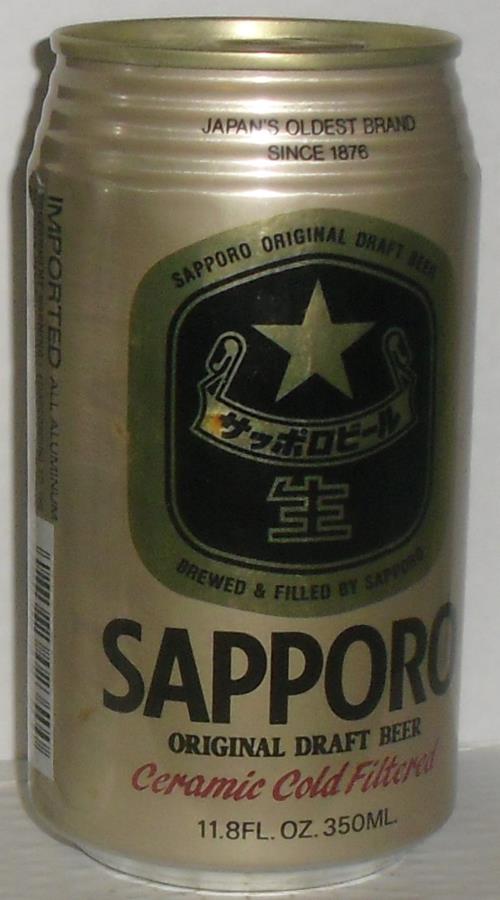 JAPAN'S OLDEST BRAND
SINCE 1876
SAPPORO ORIGINAL DRAFT BEER
サッポロビール
生
BREWED & FILLED BY SAPPORO
SAPPORO
ORIGINAL DRAFT BEER
Ceramic Cold Filtered
11.8FL. OZ. 350ML.
IMPORTED ALL ALUMINUM